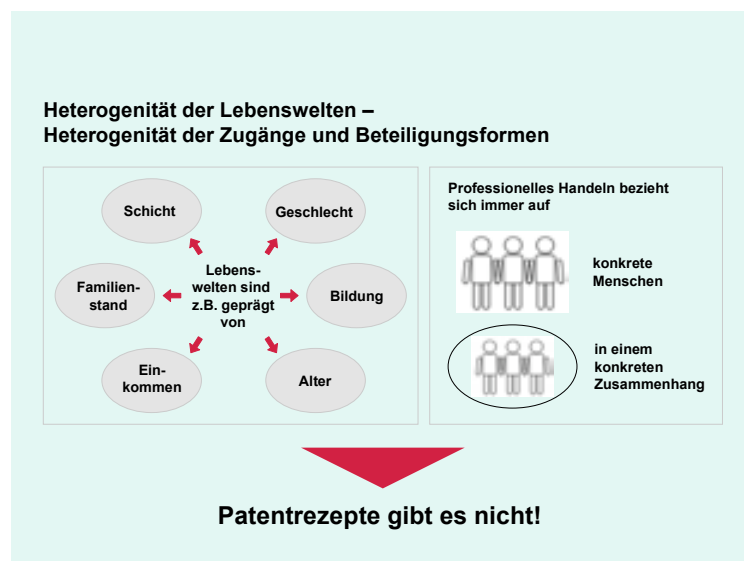 Heterogenität der Lebenswelten –
Heterogenität der Zugänge und Beteiligungsformen
Schicht
Geschlecht
Familien-
stand
Lebens-
welten sind
z.B. geprägt
von
Bildung
Ein-
kommen
Alter
Professionelles Handeln bezieht
sich immer auf
konkrete
Menschen
in einem
konkreten
Zusammenhang
Patentrezepte gibt es nicht!